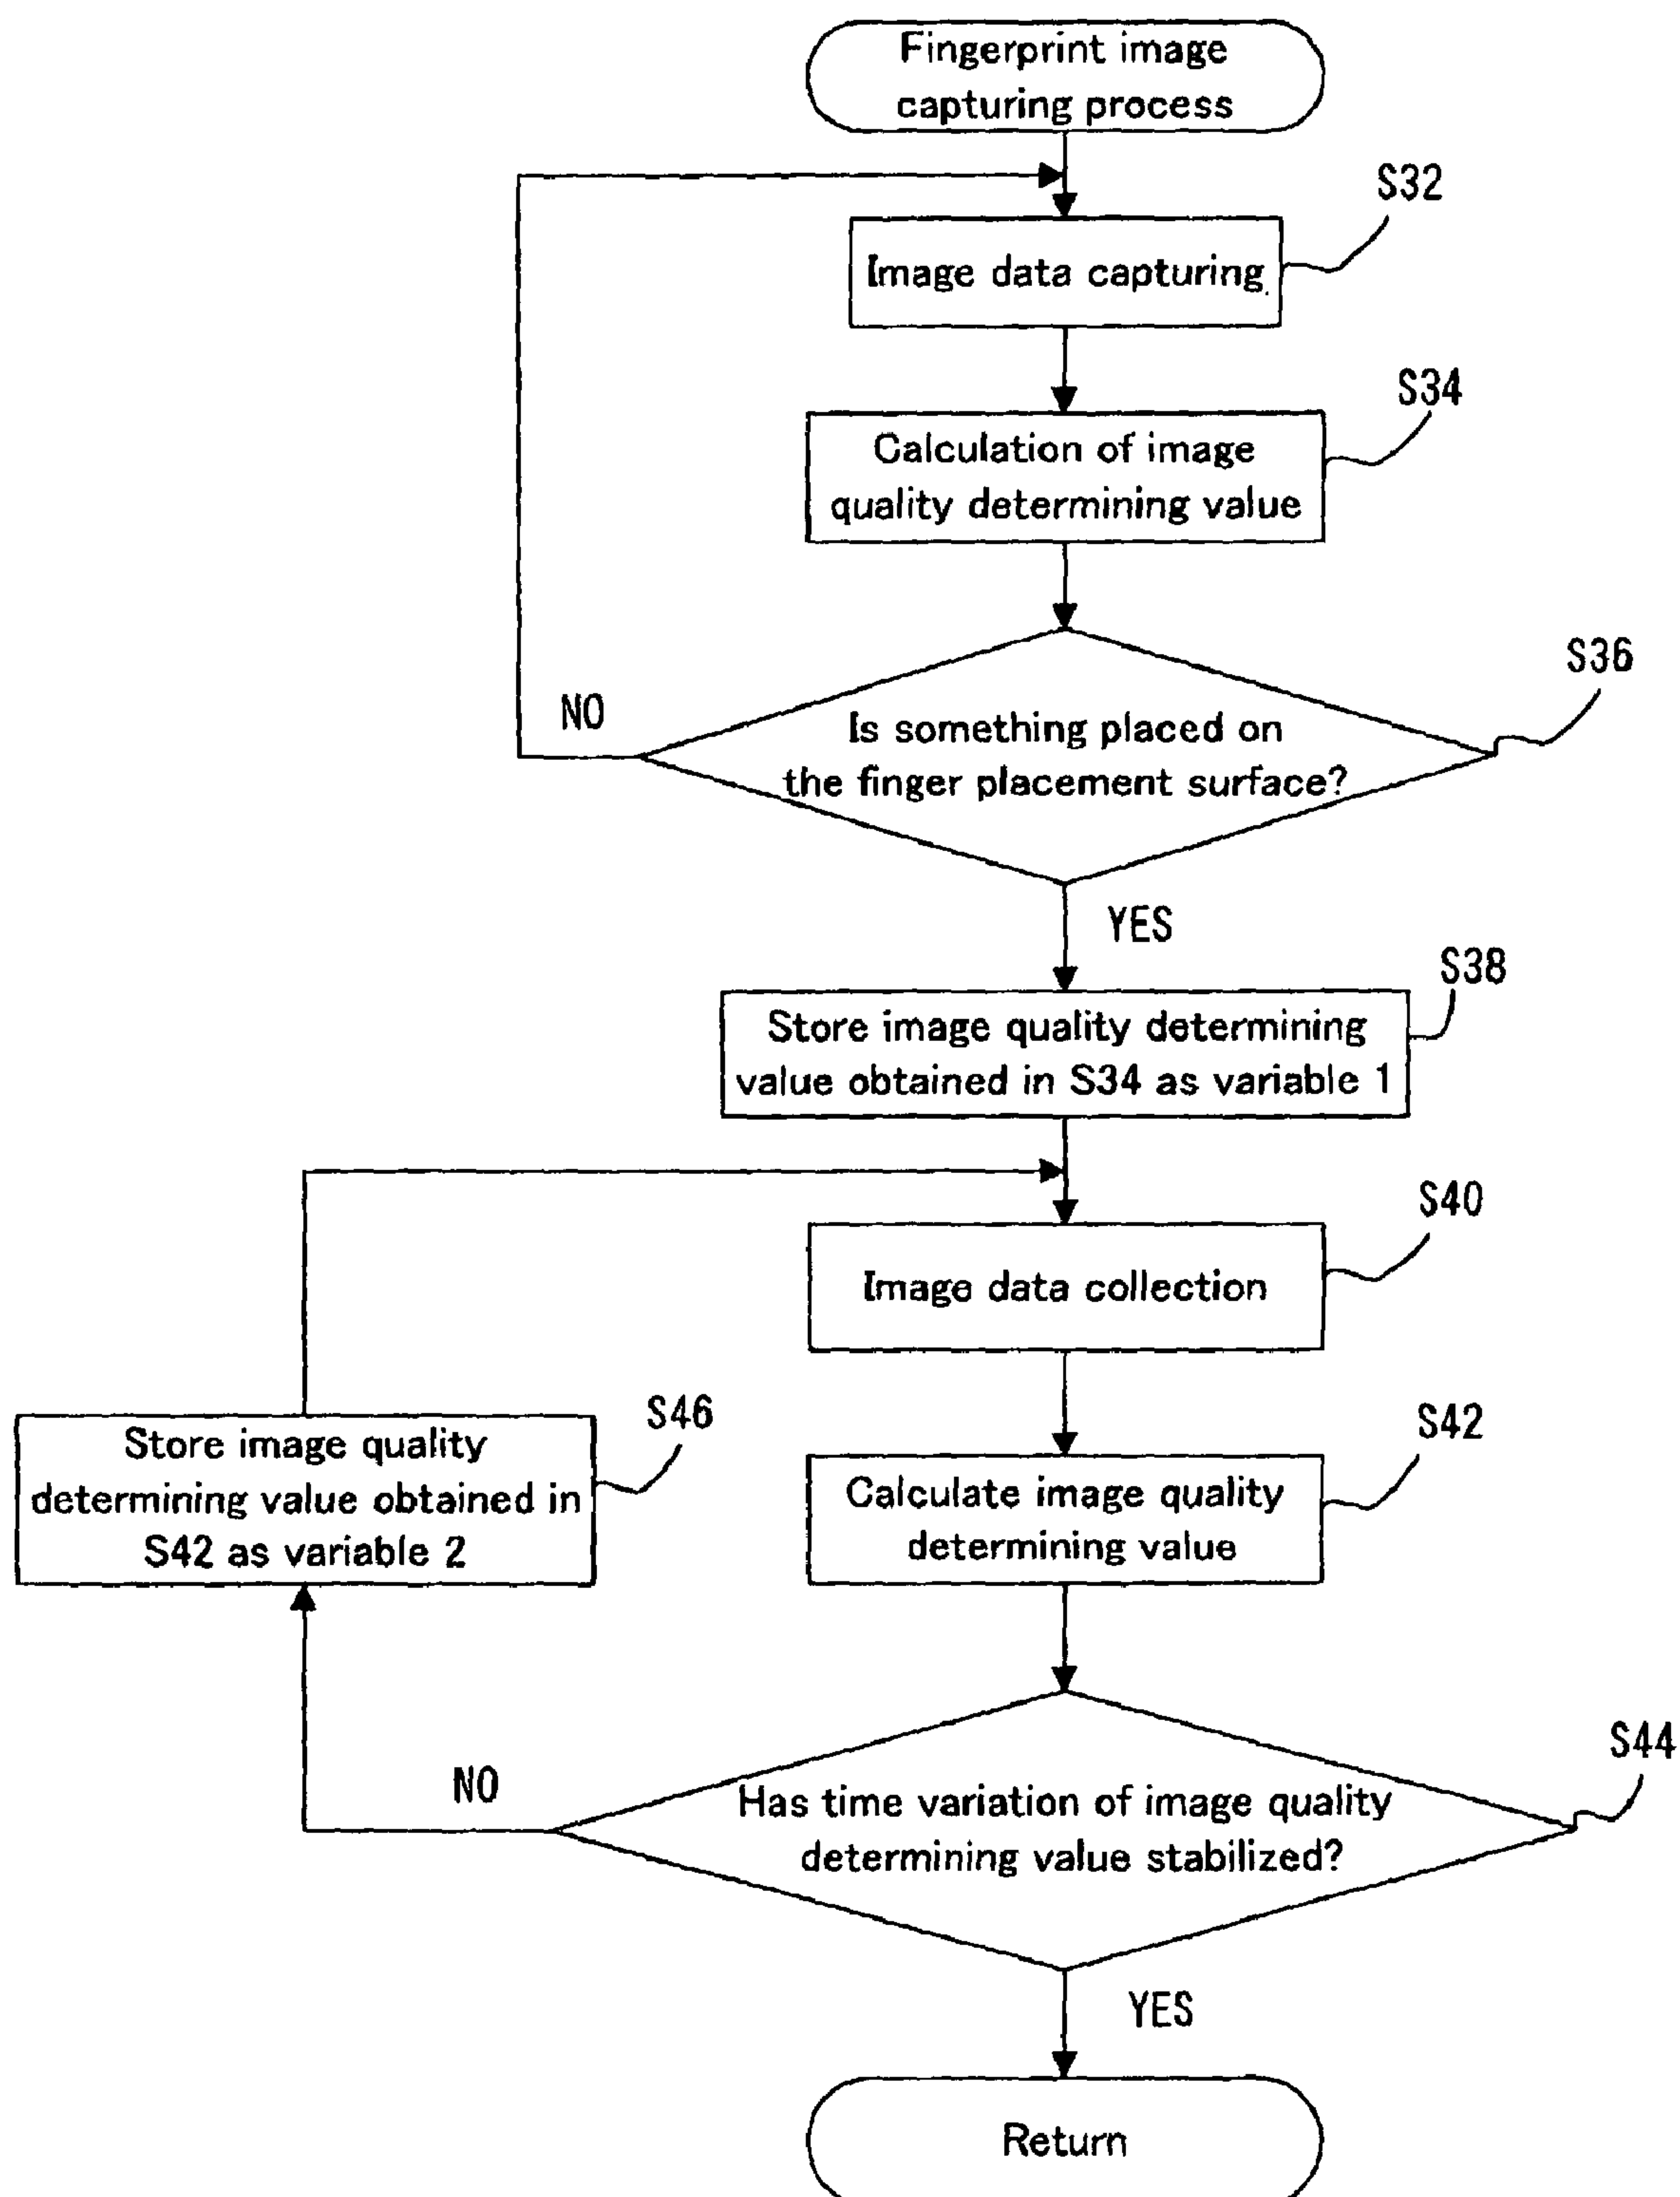 Fingerprint image
capturing process
S32
Image data capturing
S34
Calculation of image
quality determining value
S36
NO
Is something placed on
the finger placement surface?
YES
S38
Store image quality determining
value obtained in S34 as variable 1
S40
Image data collection
S46
Store image quality
determining value obtained in
S42 as variable 2
S42
Calculate image quality
determining value
S44
NO
Has time variation of image quality
determining value stabilized?
YES
Return